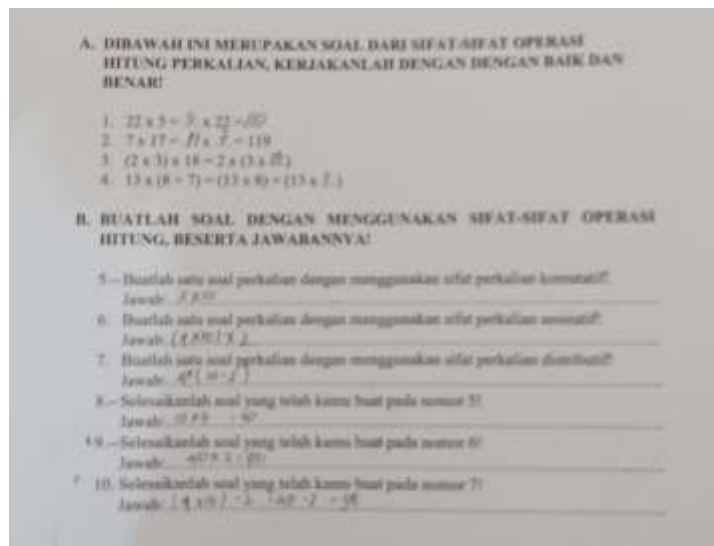 A. DIBAWAH INI MERUPAKAN SOAL DARI SIFAT-SIFAT OPERASI
HITUNG PERKALIAN, KERJAKANLAH DENGAN DENGAN BAIK DAN
BENAR!
1. 22 x 5 = 5 x 22 = 110
2. 7 x 17 = 17 x 7 = 119
3. (2 x 3) x 18 = 2 x (3 x 18)
4. 13 x (8 + 7) = (13 x 8) + (13 x 7)
B. BUATLAH SOAL DENGAN MENGGUNAKAN SIFAT-SIFAT OPERASI
HITUNG, BESERTA JAWABANNYA!
5. Buatlah satu soal perkalian dengan menggunakan sifat perkalian komutatif!
Jawab:
6. Buatlah satu soal perkalian dengan menggunakan sifat perkalian asosiatif!
Jawab: (4 x 10) x 2
7. Buatlah satu soal perkalian dengan menggunakan sifat perkalian distributif!
Jawab:
8. Selesaikanlah soal yang telah kamu buat pada nomor 5!
Jawab:
9. Selesaikanlah soal yang telah kamu buat pada nomor 6!
Jawab: 40 x 2 = 80
10. Selesaikanlah soal yang telah kamu buat pada nomor 7!
Jawab: